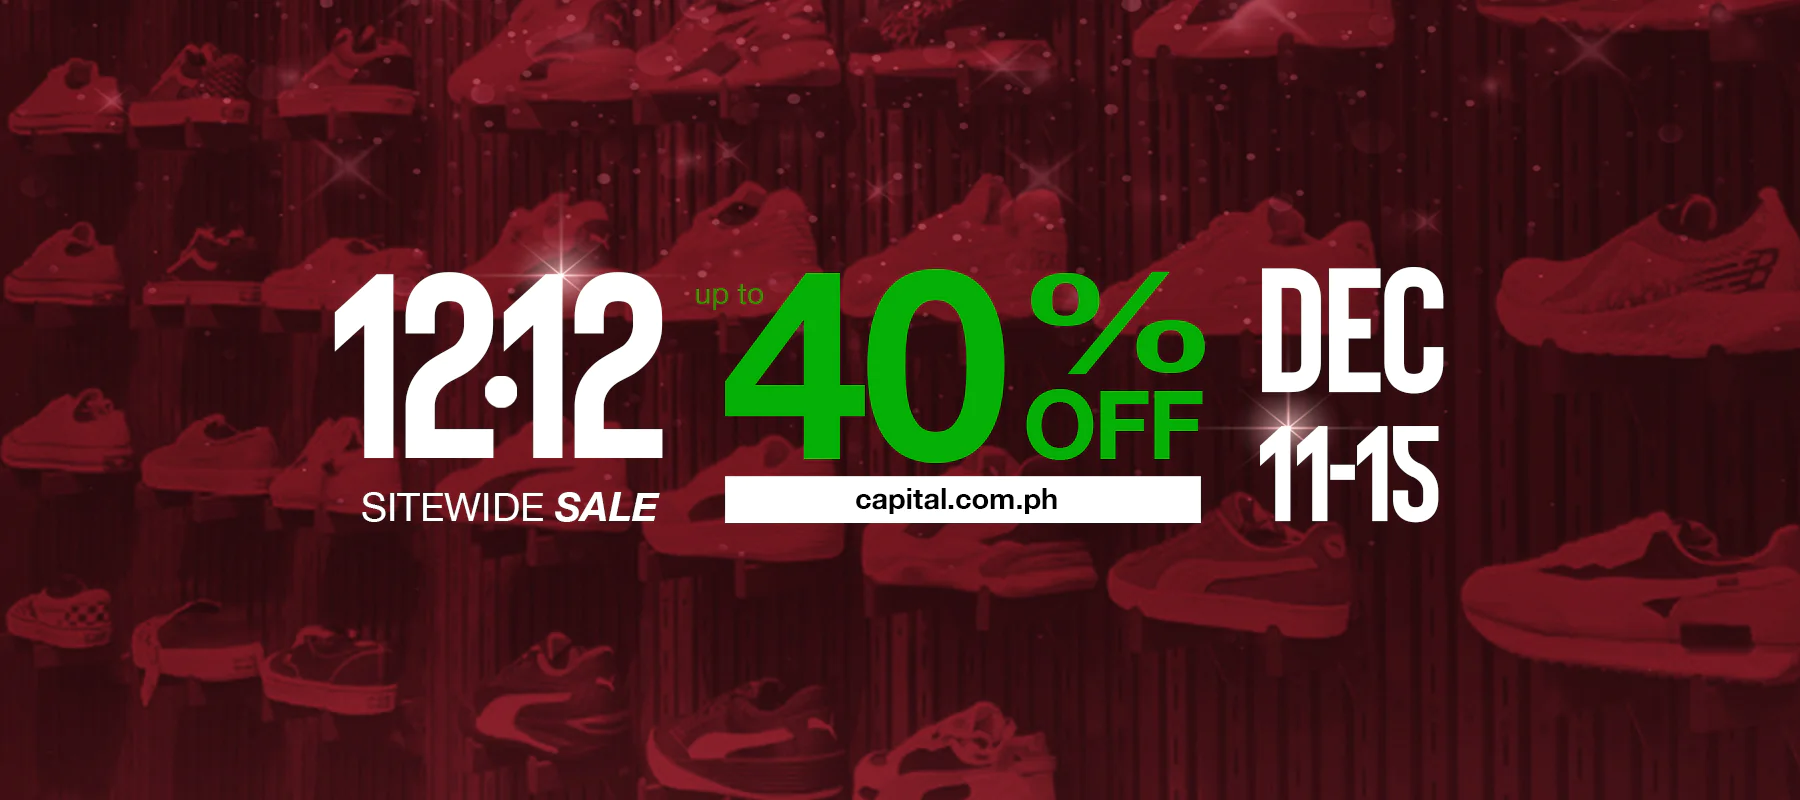 12·12
SITEWIDE SALE
up to
40% OFF
capital.com.ph
DEC
11-15